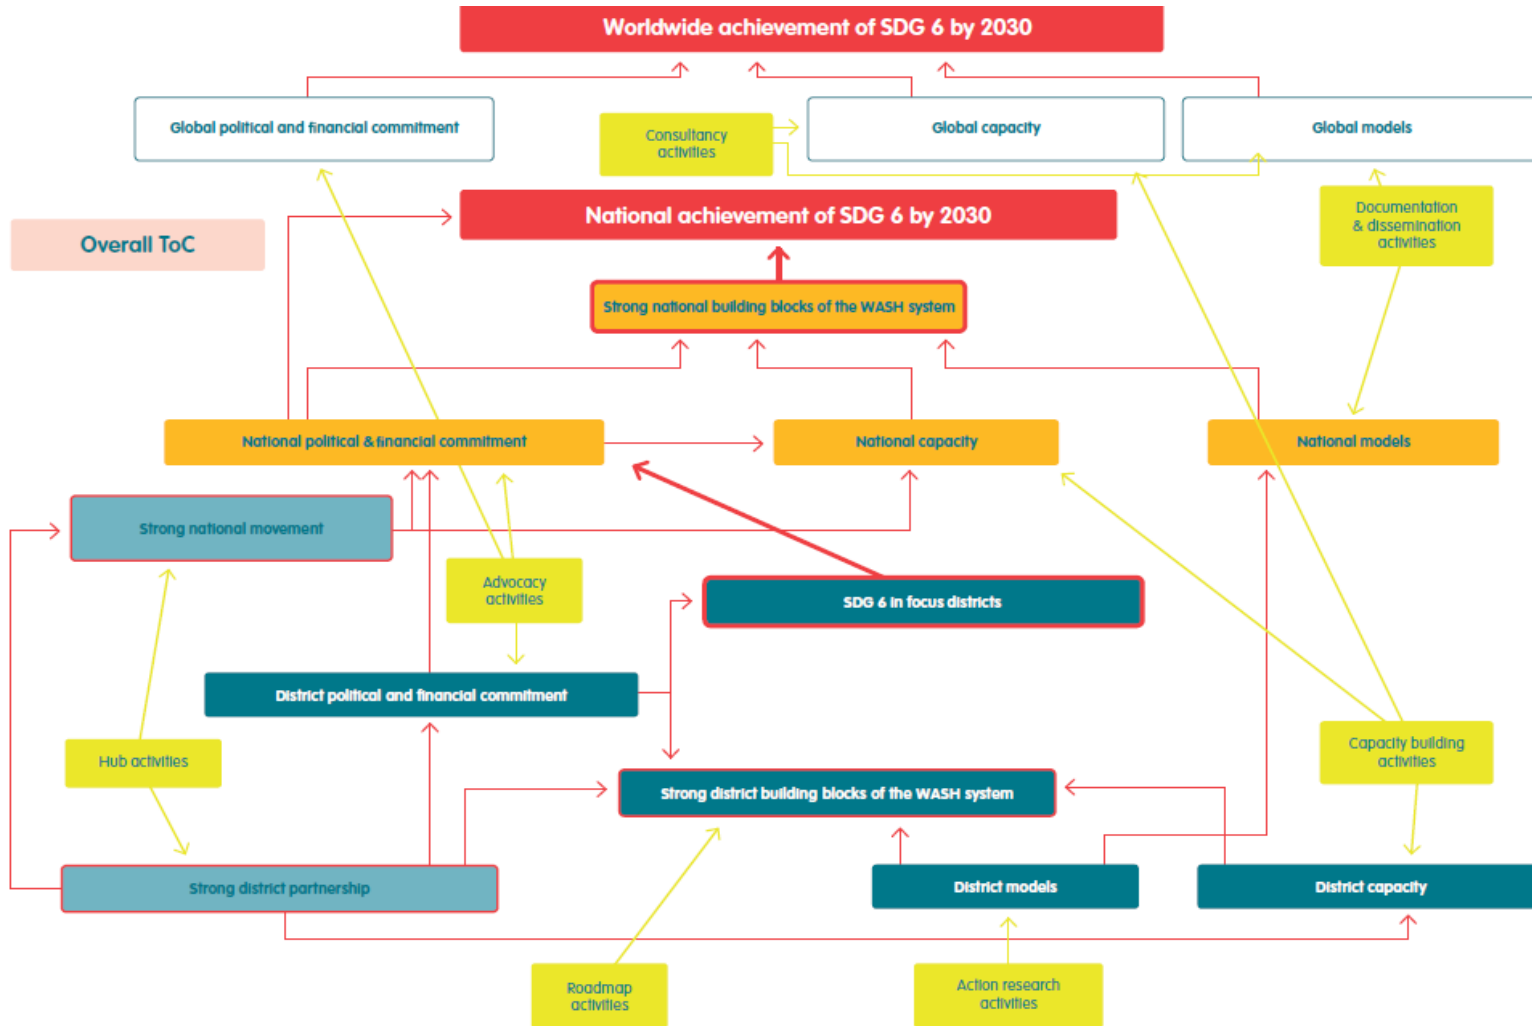 Worldwide achievement of SDG 6 by 2030
Global political and financial commitment
Consultancy
activities
Global capacity
Global models
National achievement of SDG 6 by 2030
Documentation
& dissemination
activities
Overall ToC
Strong national building blocks of the WASH system
National political & financial commitment
National capacity
National models
Strong national movement
Advocacy
activities
SDG 6 in focus districts
District political and financial commitment
Hub activities
Capacity building
activities
Strong district building blocks of the WASH system
Strong district partnership
District models
District capacity
Roadmap
activities
Action research
activities